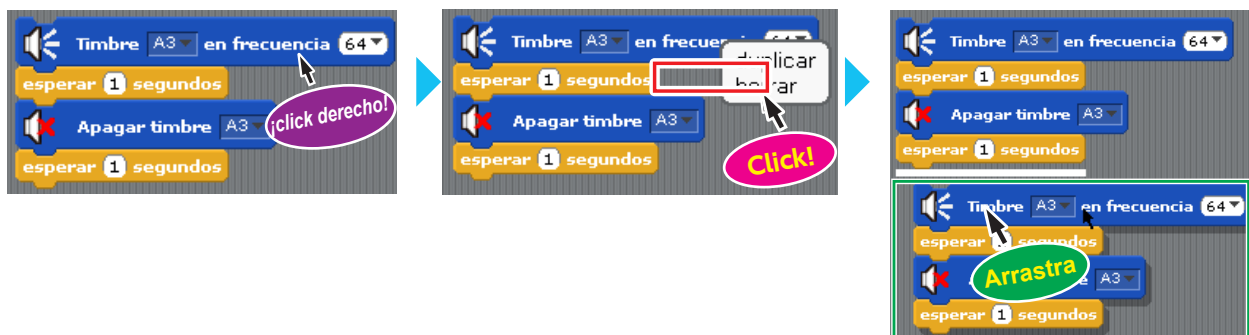 Timbre A3 en frecuencia 64
esperar 1 segundos
Apagar timbre A3
esperar 1 segundos
¡click derecho!
Timbre A3 en
esperar 1 segundos
Apagar timbre A3
esperar 1 segundos
duplicar
borrar
Click!
Timbre A3 en frecuencia 64
esperar 1 segundos
Apagar timbre A3
esperar 1 segundos
Timbre A3 en frecuencia 64
esperar segundos
A3
esperar 1 segundos
Arrastra